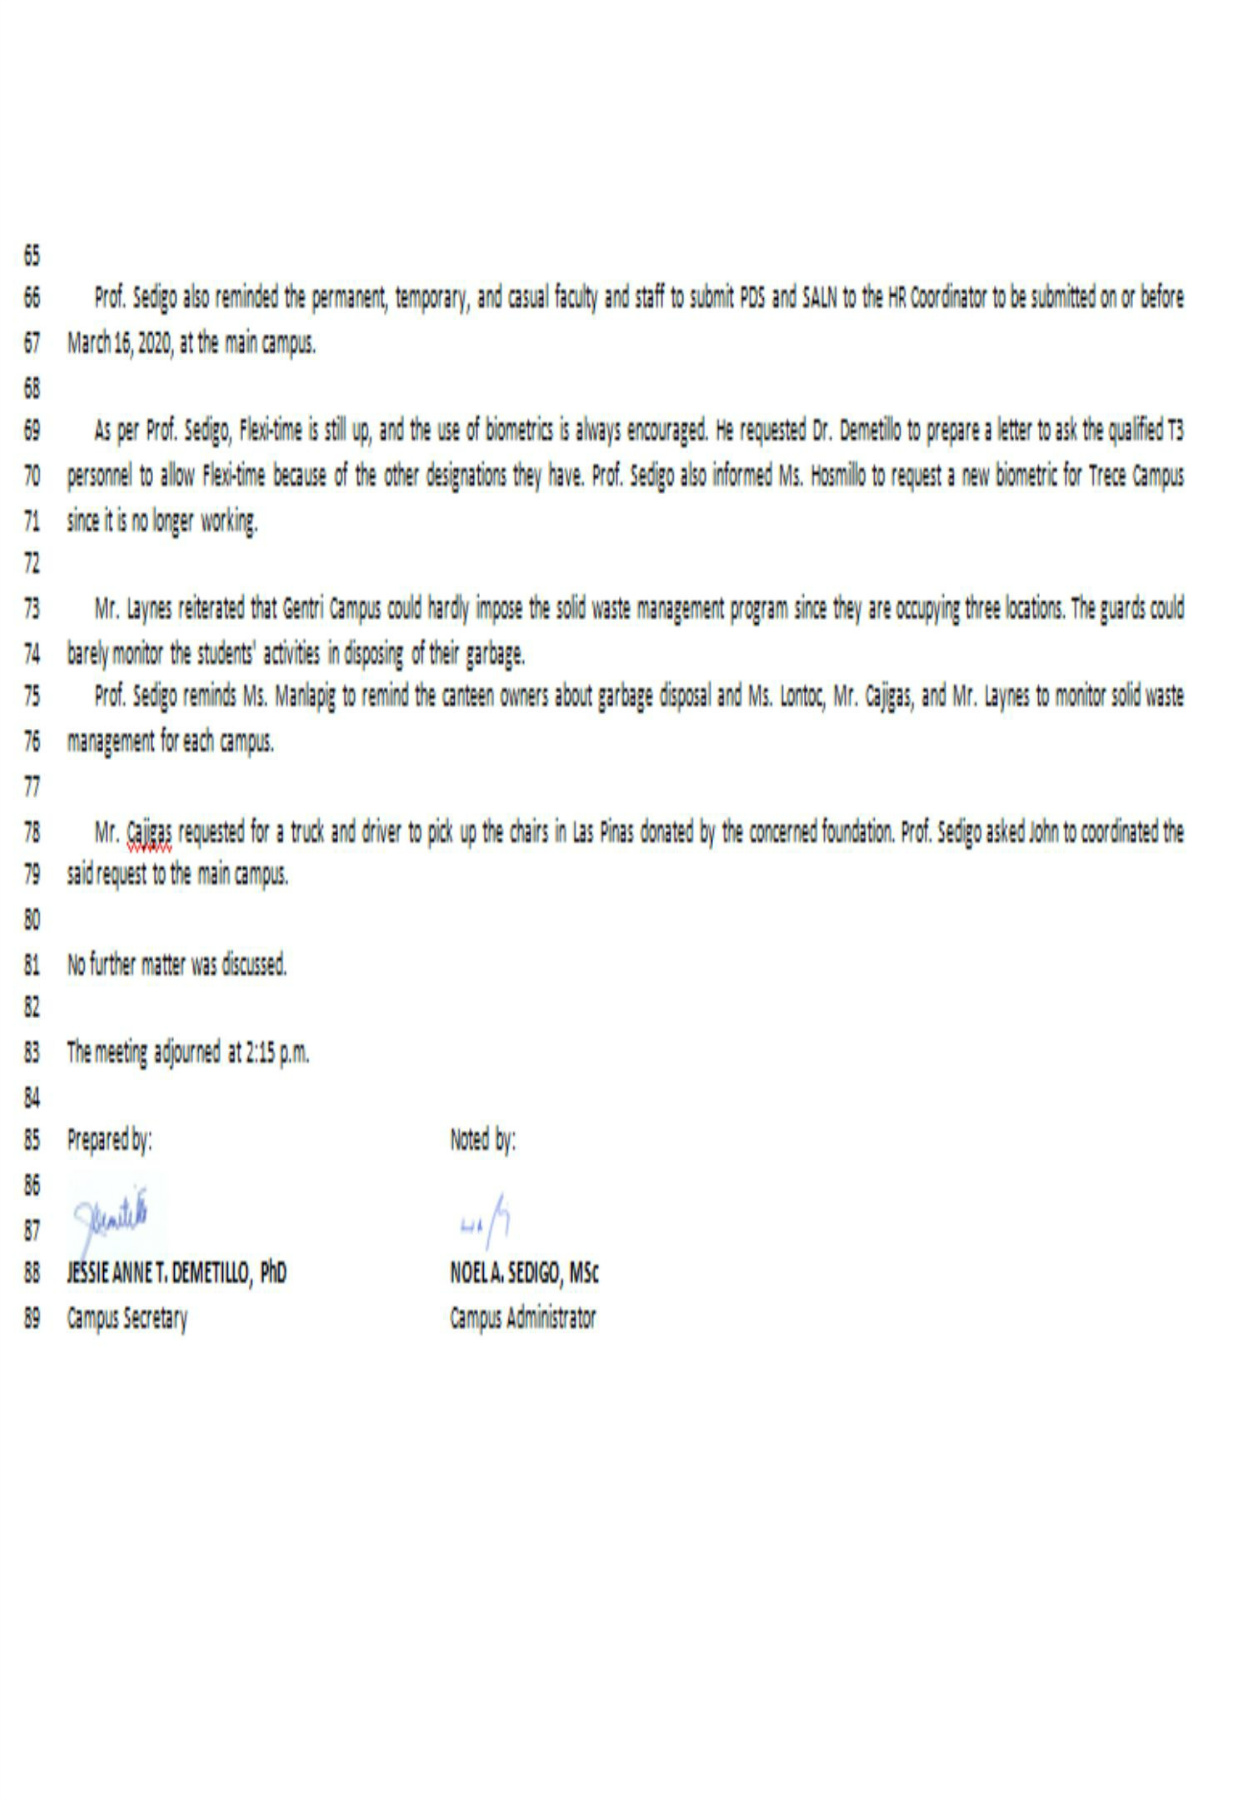 65
66 Prof. Sedigo also reminded the permanent, temporary, and casual faculty and staff to submit PDS and SALN to the HR Coordinator to be submitted on or before
67 March 16, 2020, at the main campus.
68
69 As per Prof. Sedigo, Flexi-time is still up, and the use of biometrics is always encouraged. He requested Dr. Demetillo to prepare a letter to ask the qualified T3
70 personnel to allow Flexi-time because of the other designations they have. Prof. Sedigo also informed Ms. Hosmillo to request a new biometric for Trece Campus
71 since it is no longer working.
72
73 Mr. Laynes reiterated that Gentri Campus could hardly impose the solid waste management program since they are occupying three locations. The guards could
74 barely monitor the students' activities in disposing of their garbage.
75 Prof. Sedigo reminds Ms. Manlapig to remind the canteen owners about garbage disposal and Ms. Lontoc, Mr. Cajigas, and Mr. Laynes to monitor solid waste
76 management for each campus.
77
78 Mr. Cajigas requested for a truck and driver to pick up the chairs in Las Pinas donated by the concerned foundation. Prof. Sedigo asked John to coordinated the
79 said request to the main campus.
80
81 No further matter was discussed.
82
83 The meeting adjourned at 2:15 p.m.
84
85 Prepared by: Noted by:
86
87 JDemetillo
88 JESSIE ANNE T. DEMETILLO, PhD NOEL A. SEDIGO, MSc
89 Campus Secretary Campus Administrator